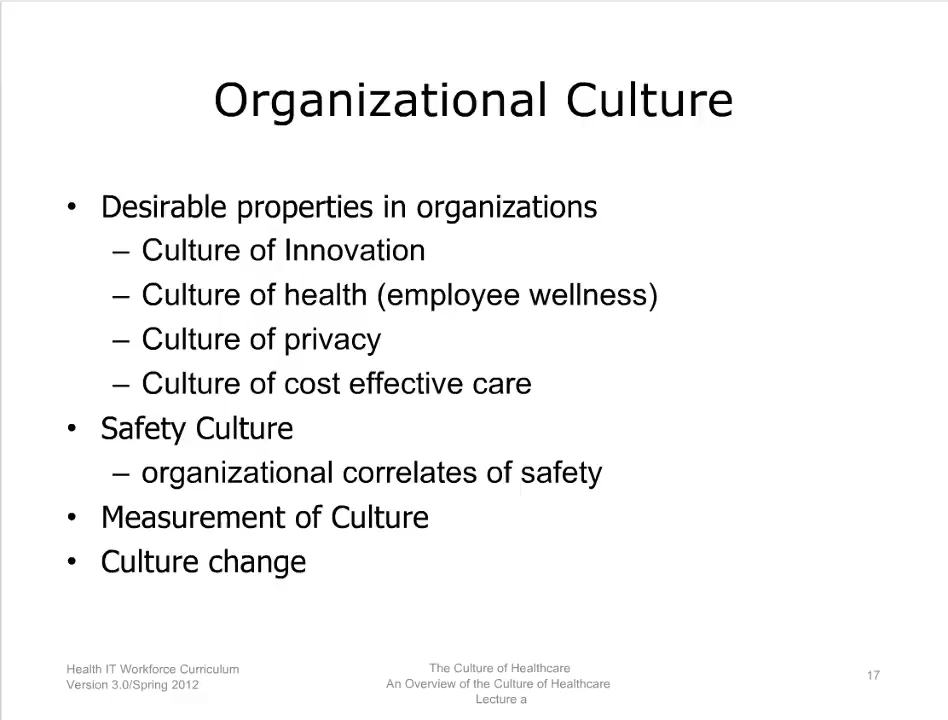 Organizational Culture
• Desirable properties in organizations
– Culture of Innovation
– Culture of health (employee wellness)
– Culture of privacy
– Culture of cost effective care
• Safety Culture
– organizational correlates of safety
• Measurement of Culture
• Culture change
Health IT Workforce Curriculum
Version 3.0/Spring 2012
The Culture of Healthcare
An Overview of the Culture of Healthcare
Lecture a
17